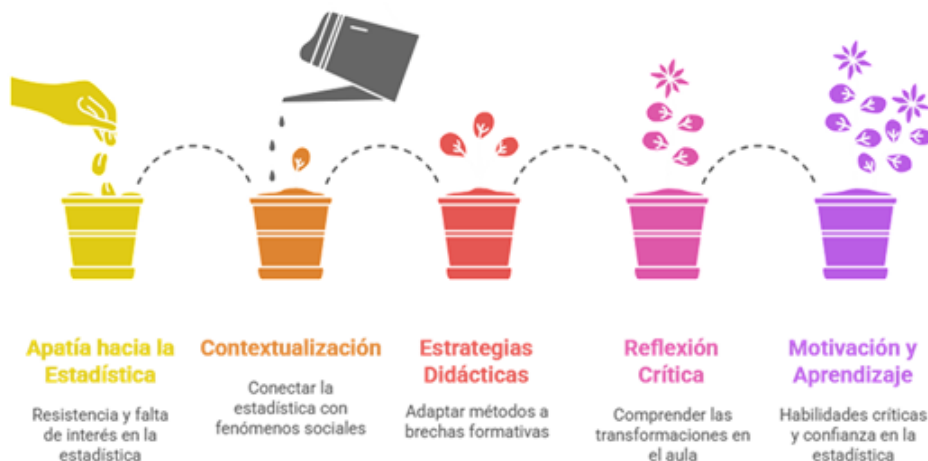 Apatía hacia la
Estadística
Resistencia y falta
de interés en la
estadística
Contextualización
Conectar la
estadística con
fenómenos sociales
Estrategias
Didácticas
Adaptar métodos a
brechas formativas
Reflexión
Crítica
Comprender las
transformaciones en
el aula
Motivación y
Aprendizaje
Habilidades críticas
y confianza en la
estadística